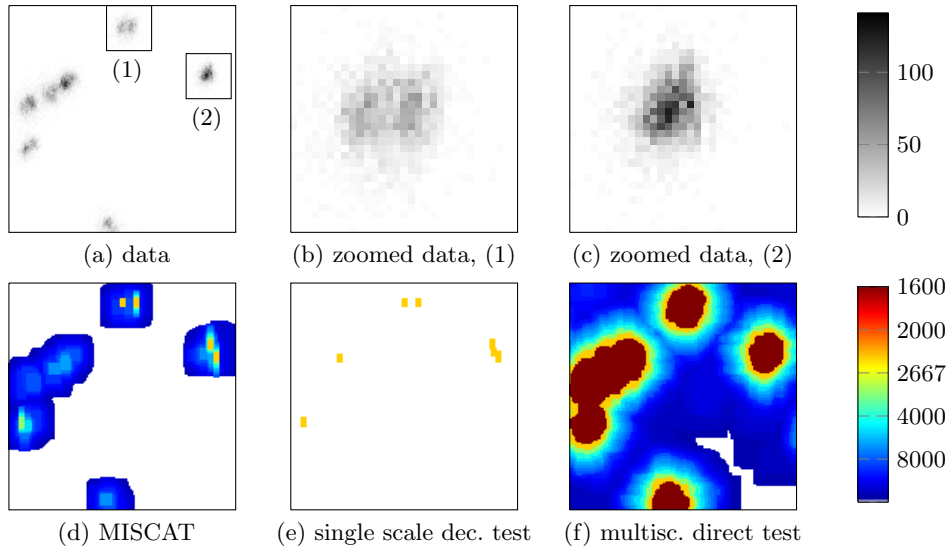 (1)
(2)
100
50
0
(a) data
(b) zoomed data, (1)
(c) zoomed data, (2)
1600
2000
2667
4000
8000
(d) MISCAT
(e) single scale dec. test
(f) multisc. direct test